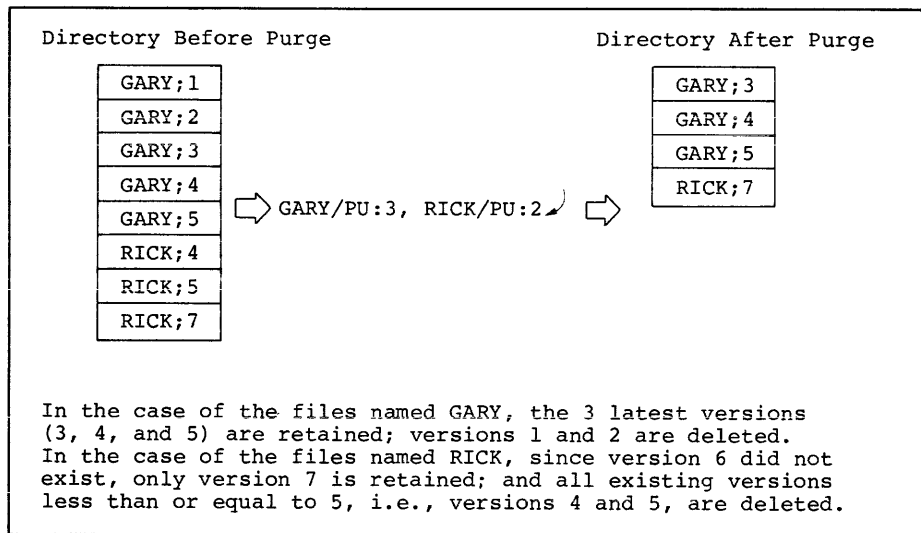 Directory Before Purge
Directory After Purge
GARY;1
GARY;2
GARY;3
GARY;4
GARY;5
RICK;4
RICK;5
RICK;7
GARY/PU:3, RICK/PU:2
GARY;3
GARY;4
GARY;5
RICK;7
In the case of the files named GARY, the 3 latest versions
(3, 4, and 5) are retained; versions 1 and 2 are deleted.
In the case of the files named RICK, since version 6 did not
exist, only version 7 is retained; and all existing versions
less than or equal to 5, i.e., versions 4 and 5, are deleted.